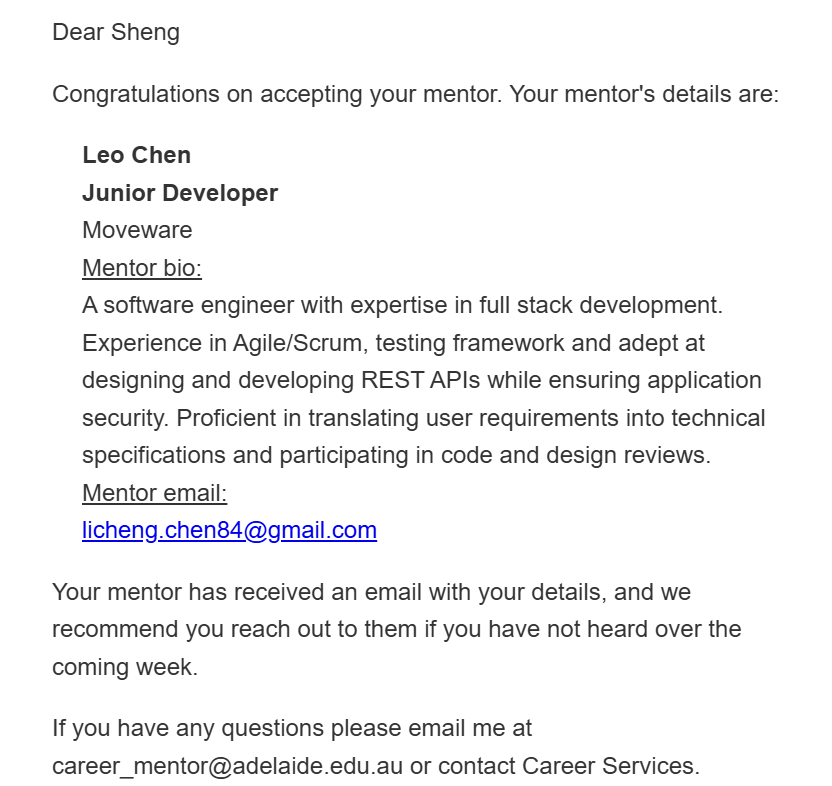 Dear Sheng
Congratulations on accepting your mentor. Your mentor's details are:
Leo Chen
Junior Developer
Moveware
Mentor bio:
A software engineer with expertise in full stack development.
Experience in Agile/Scrum, testing framework and adept at
designing and developing REST APIs while ensuring application
security. Proficient in translating user requirements into technical
specifications and participating in code and design reviews.
Mentor email:
licheng.chen84@gmail.com
Your mentor has received an email with your details, and we
recommend you reach out to them if you have not heard over the
coming week.
If you have any questions please email me at
career_mentor@adelaide.edu.au or contact Career Services.